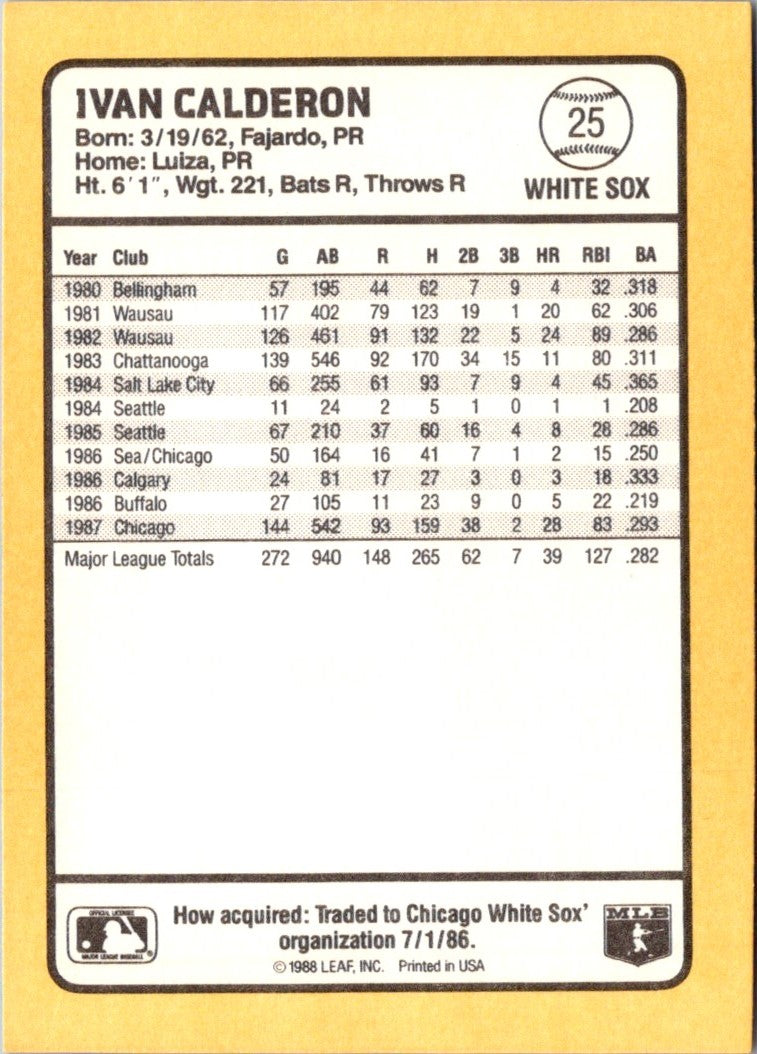 IVAN CALDERON
Born: 3/19/62, Fajardo, PR
Home: Luiza, PR
Ht. 6'1", Wgt. 221, Bats R, Throws R
25
WHITE SOX
Year Club G AB R H 2B 3B HR RBI BA
1980 Bellingham 57 195 44 62 7 9 4 32 .318
1981 Wausau 117 402 79 123 19 1 20 62 .306
1982 Wausau 126 461 91 132 22 5 24 89 .286
1983 Chattanooga 139 546 92 170 34 15 11 80 .311
1984 Salt Lake City 66 255 61 93 7 9 4 45 .365
1984 Seattle 11 24 2 5 1 0 1 1 .208
1985 Seattle 67 210 37 60 16 4 8 28 .286
1986 Sea/Chicago 50 164 16 41 7 1 2 15 .250
1986 Calgary 24 81 17 27 3 0 3 18 .333
1986 Buffalo 27 105 11 23 9 0 5 22 .219
1987 Chicago 144 542 93 159 38 2 28 83 .293
Major League Totals 272 940 148 265 62 7 39 127 .282
OFFICIAL LICENSEE
MAJOR LEAGUE BASEBALL
How acquired: Traded to Chicago White Sox'
organization 7/1/86.
© 1988 LEAF, INC. Printed in USA
MLB